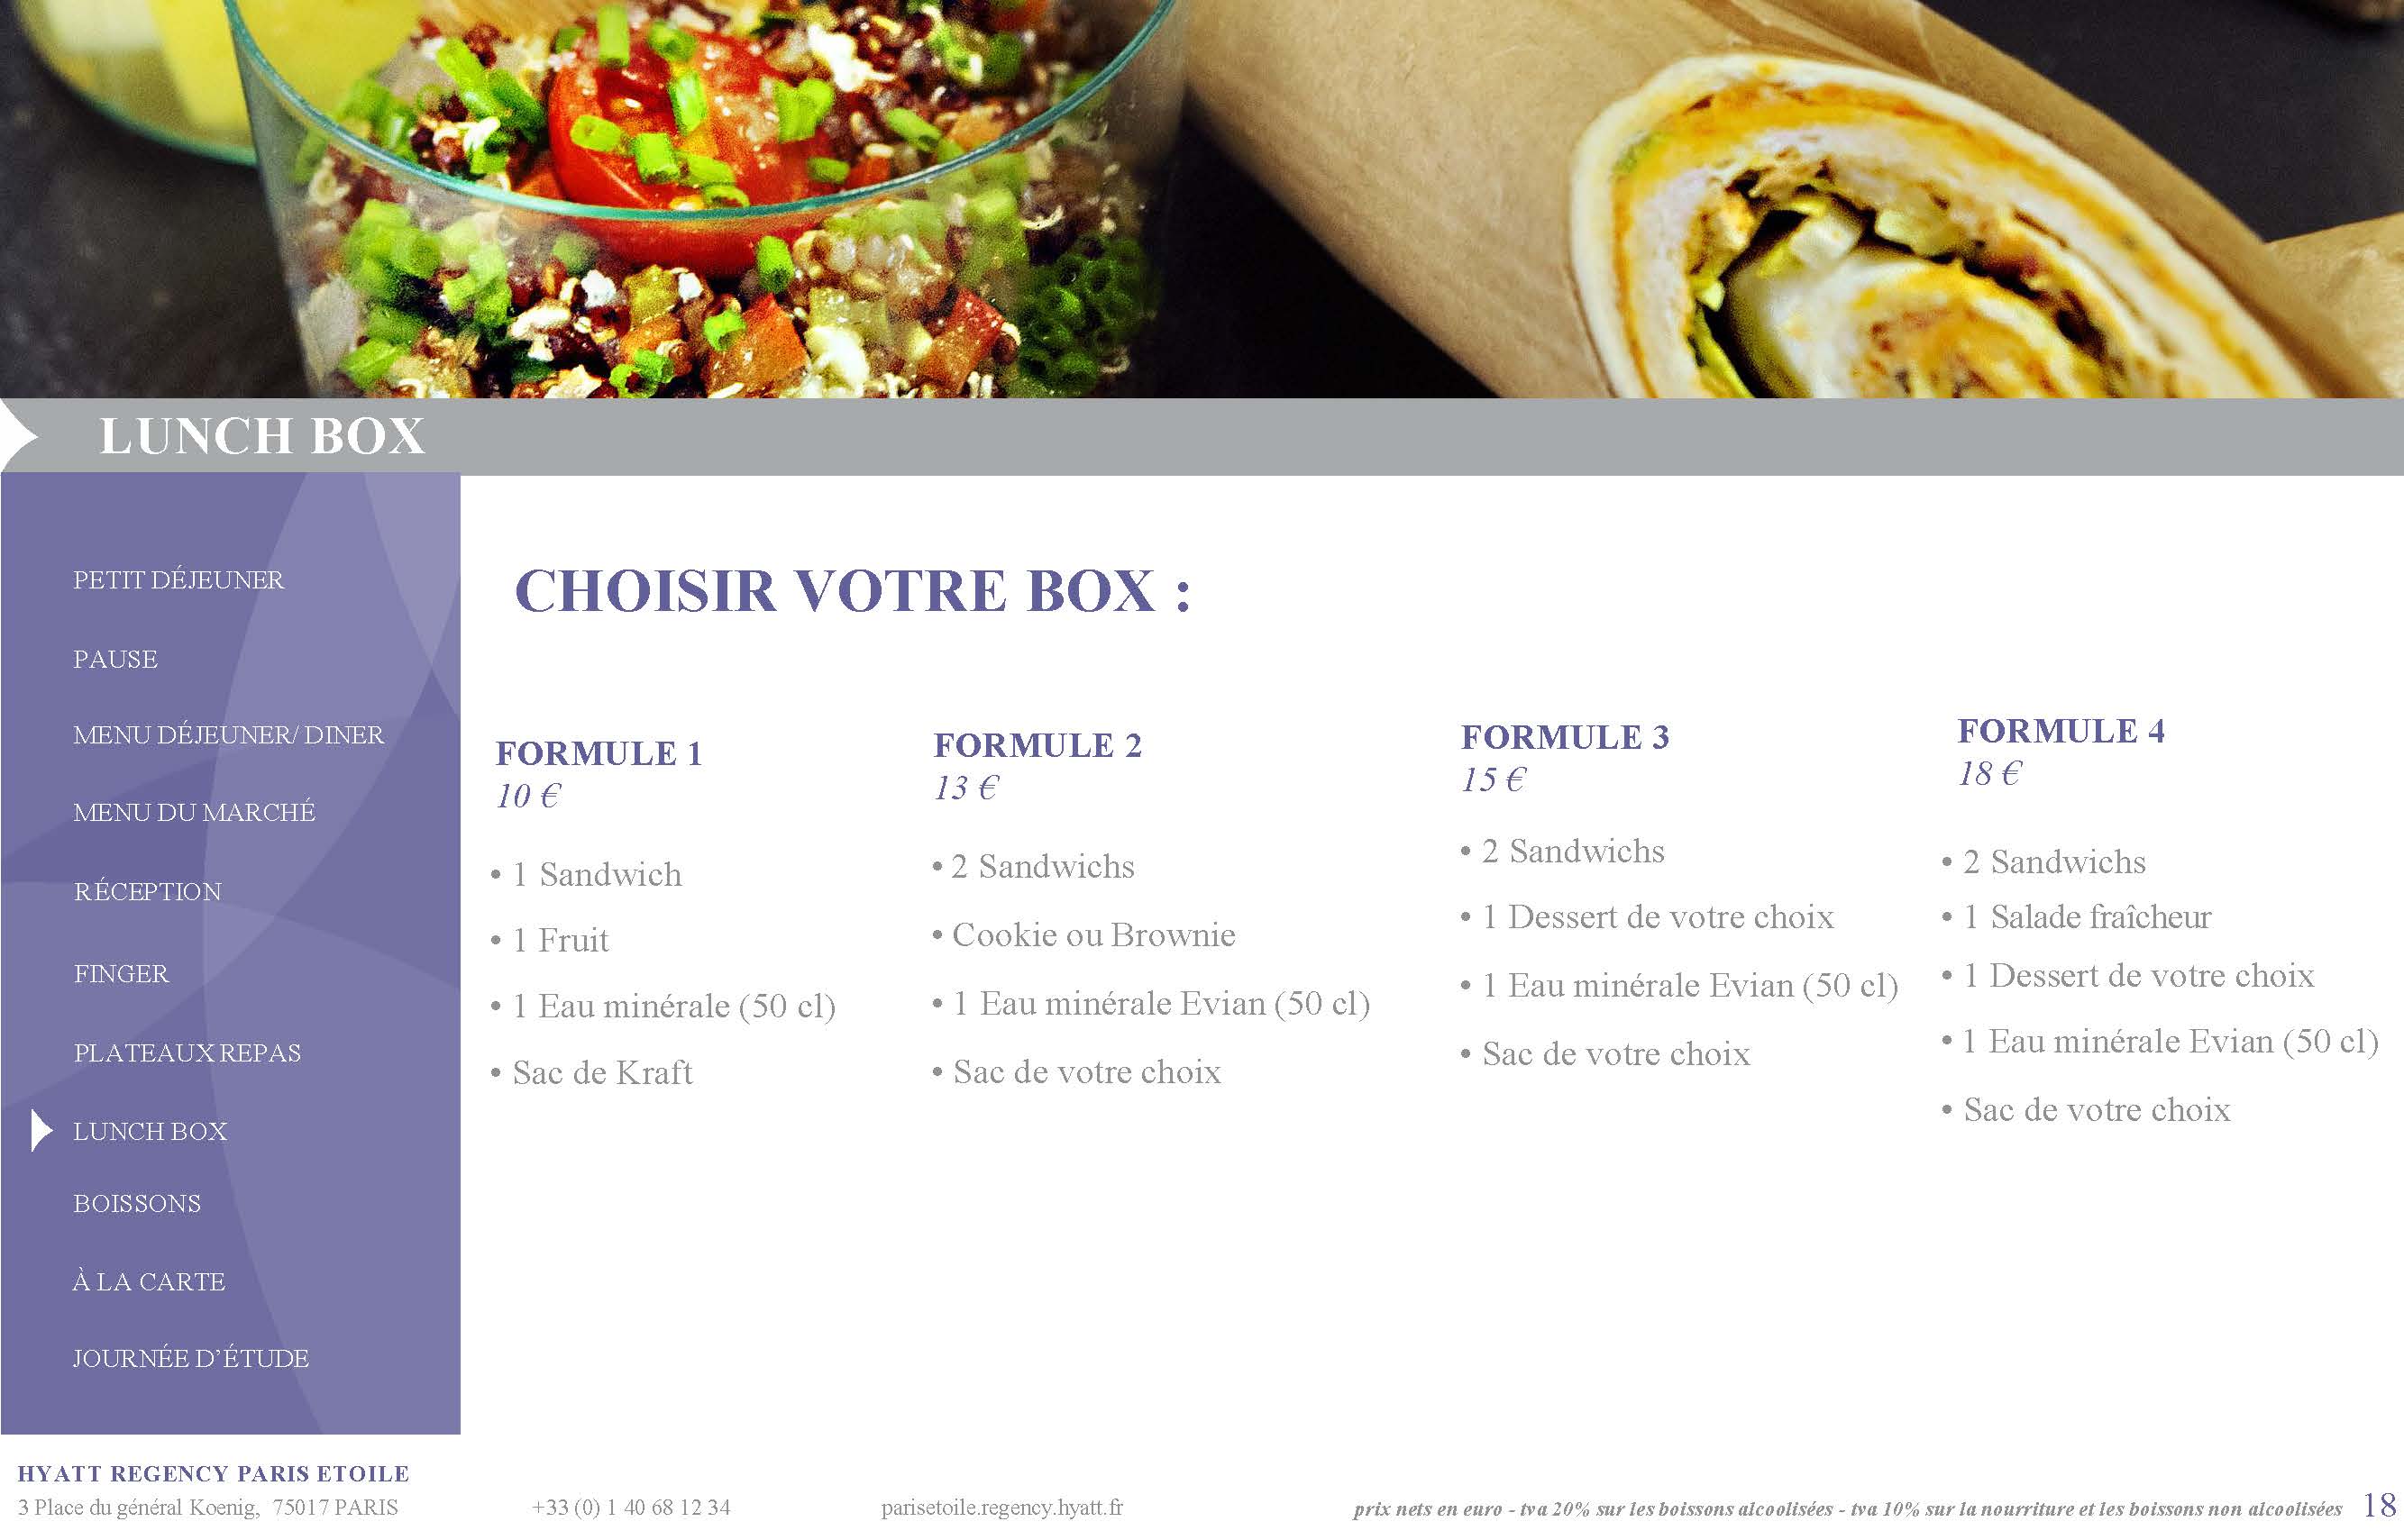 LUNCH BOX
PETIT DÉJEUNER
PAUSE
MENU DÉJEUNER/ DINER
MENU DU MARCHÉ
RÉCEPTION
FINGER
PLATEAUX REPAS
LUNCH BOX
BOISSONS
À LA CARTE
JOURNÉE D’ÉTUDE
CHOISIR VOTRE BOX :
FORMULE 1
10 €
• 1 Sandwich
• 1 Fruit
• 1 Eau minérale (50 cl)
• Sac de Kraft
FORMULE 2
13 €
• 2 Sandwichs
• Cookie ou Brownie
• 1 Eau minérale Evian (50 cl)
• Sac de votre choix
FORMULE 3
15 €
• 2 Sandwichs
• 1 Dessert de votre choix
• 1 Eau minérale Evian (50 cl)
• Sac de votre choix
FORMULE 4
18 €
• 2 Sandwichs
• 1 Salade fraîcheur
• 1 Dessert de votre choix
• 1 Eau minérale Evian (50 cl)
• Sac de votre choix
HYATT REGENCY PARIS ETOILE
3 Place du général Koenig, 75017 PARIS +33 (0) 1 40 68 12 34 parisetoile.regency.hyatt.fr prix nets en euro - tva 20% sur les boissons alcoolisées - tva 10% sur la nourriture et les boissons non alcoolisées 18